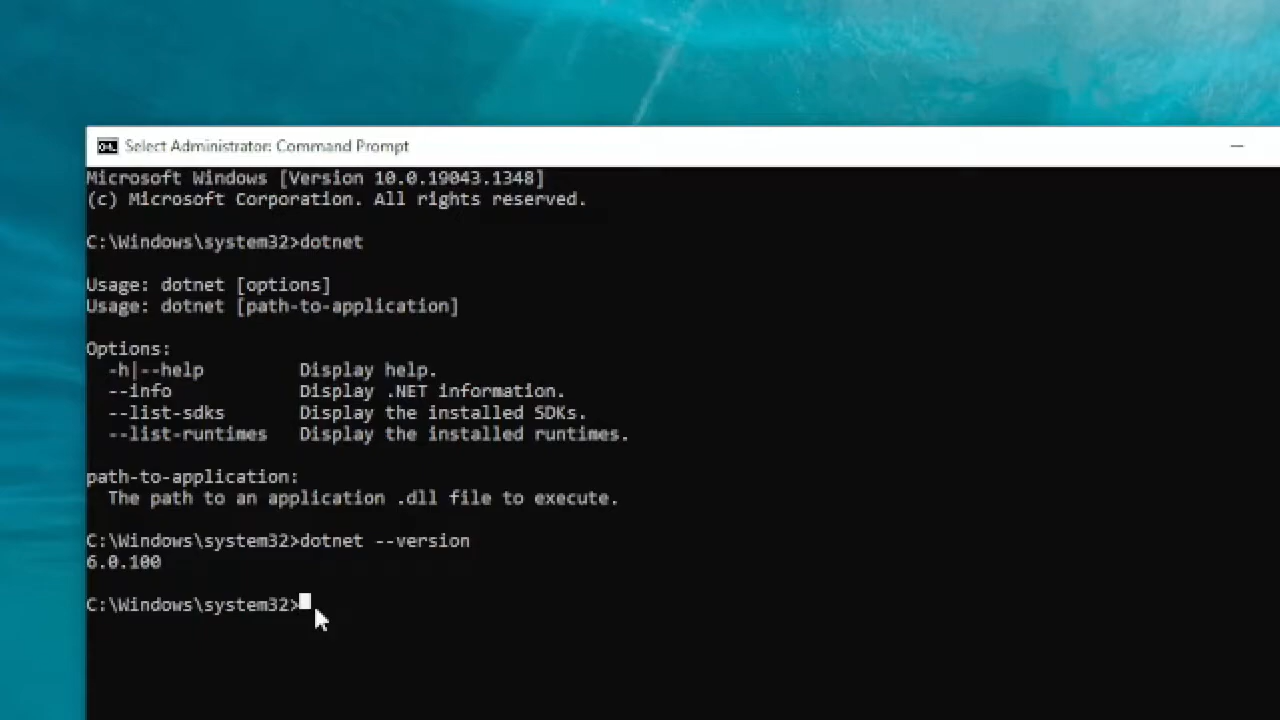 Select Administrator: Command Prompt
Microsoft Windows [Version 10.0.19043.1348]
(c) Microsoft Corporation. All rights reserved.
C:\Windows\system32>dotnet
Usage: dotnet [options]
Usage: dotnet [path-to-application]
Options:
-h|--help Display help.
--info Display .NET information.
--list-sdks Display the installed SDKs.
--list-runtimes Display the installed runtimes.
path-to-application:
The path to an application .dll file to execute.
C:\Windows\system32>dotnet --version
6.0.100
C:\Windows\system32>